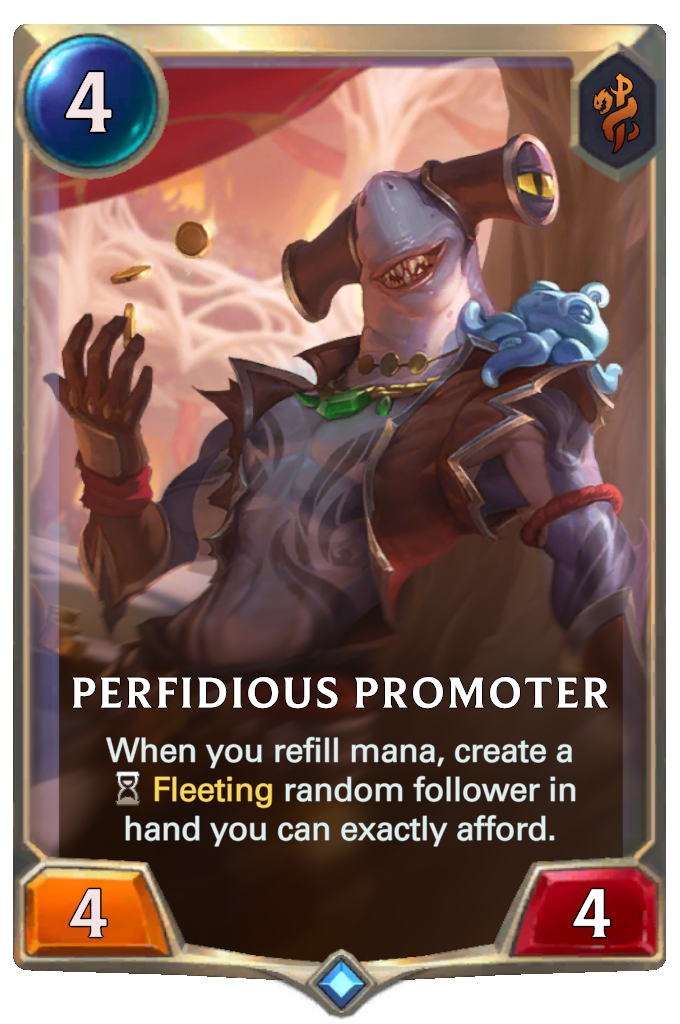 4
PERFIDIOUS PROMOTER
When you refill mana, create a
Fleeting random follower in
hand you can exactly afford.
4 4